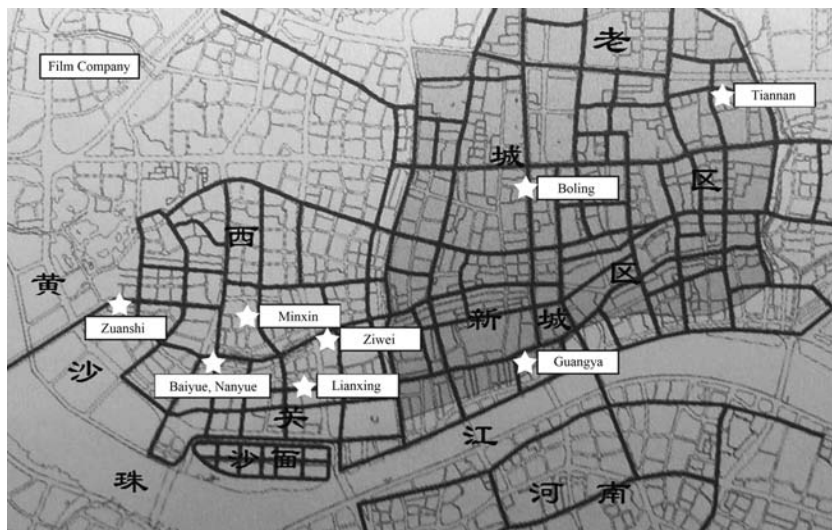 Film Company
老
Tiannan
城
Boling
区
西
黄
区
Zuanshi
Minxin
新城
Ziwei
沙
Baiyue, Nanyue
Lianxing
Guangya
关
江
沙面
珠
河南